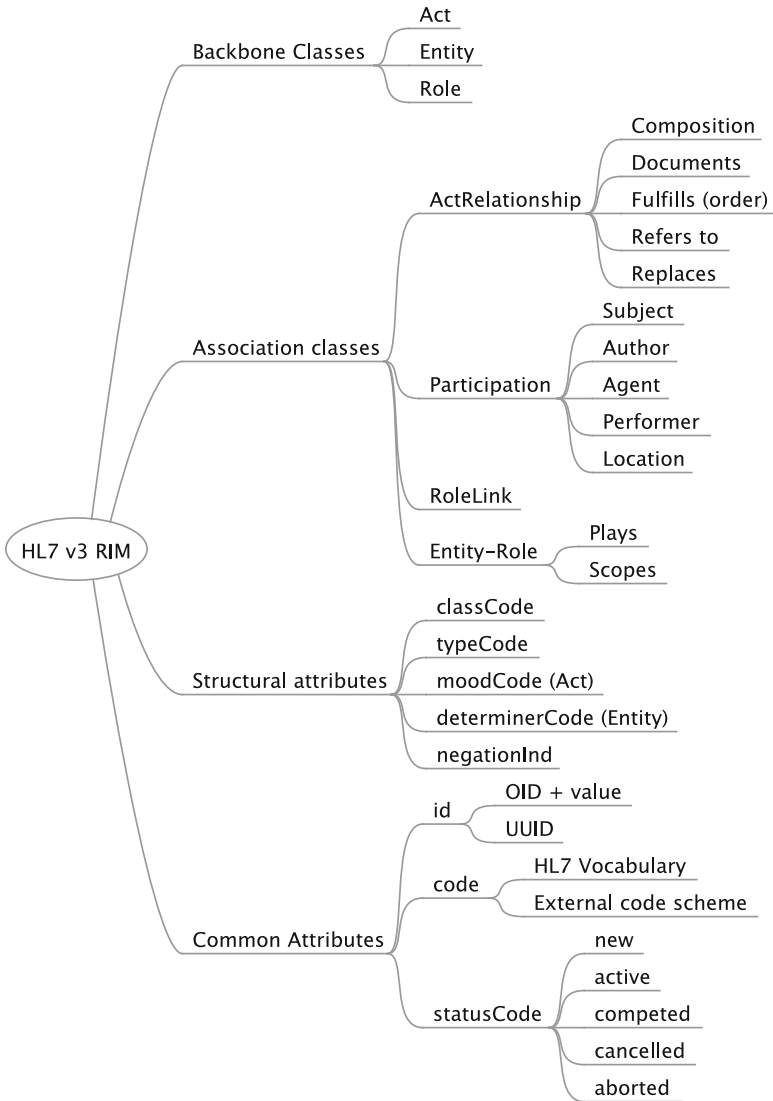 HL7 v3 RIM
Backbone Classes
Act
Entity
Role
Association classes
ActRelationship
Composition
Documents
Fulfills (order)
Refers to
Replaces
Participation
Subject
Author
Agent
Performer
Location
RoleLink
Entity–Role
Plays
Scopes
Structural attributes
classCode
typeCode
moodCode (Act)
determinerCode (Entity)
negationInd
Common Attributes
id
OID + value
UUID
code
HL7 Vocabulary
External code scheme
statusCode
new
active
competed
cancelled
aborted